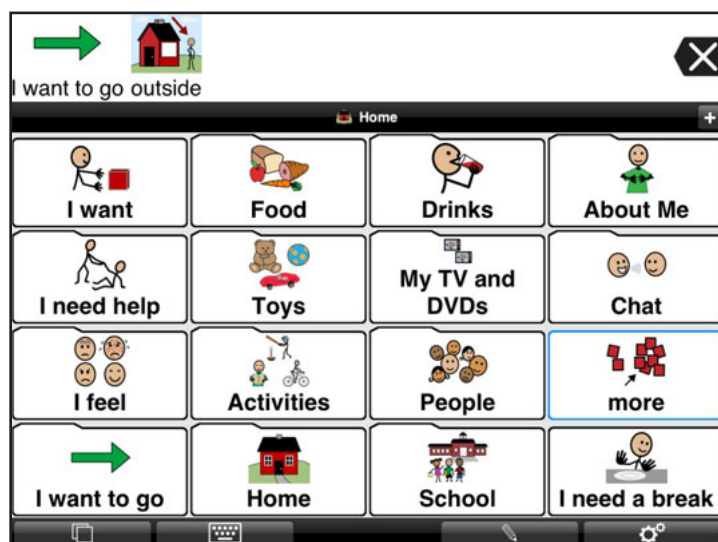 I want to go outside
Home
I want
Food
Drinks
About Me
I need help
Toys
My TV and
DVDs
Chat
I feel
Activities
People
more
I want to go
Home
School
I need a break